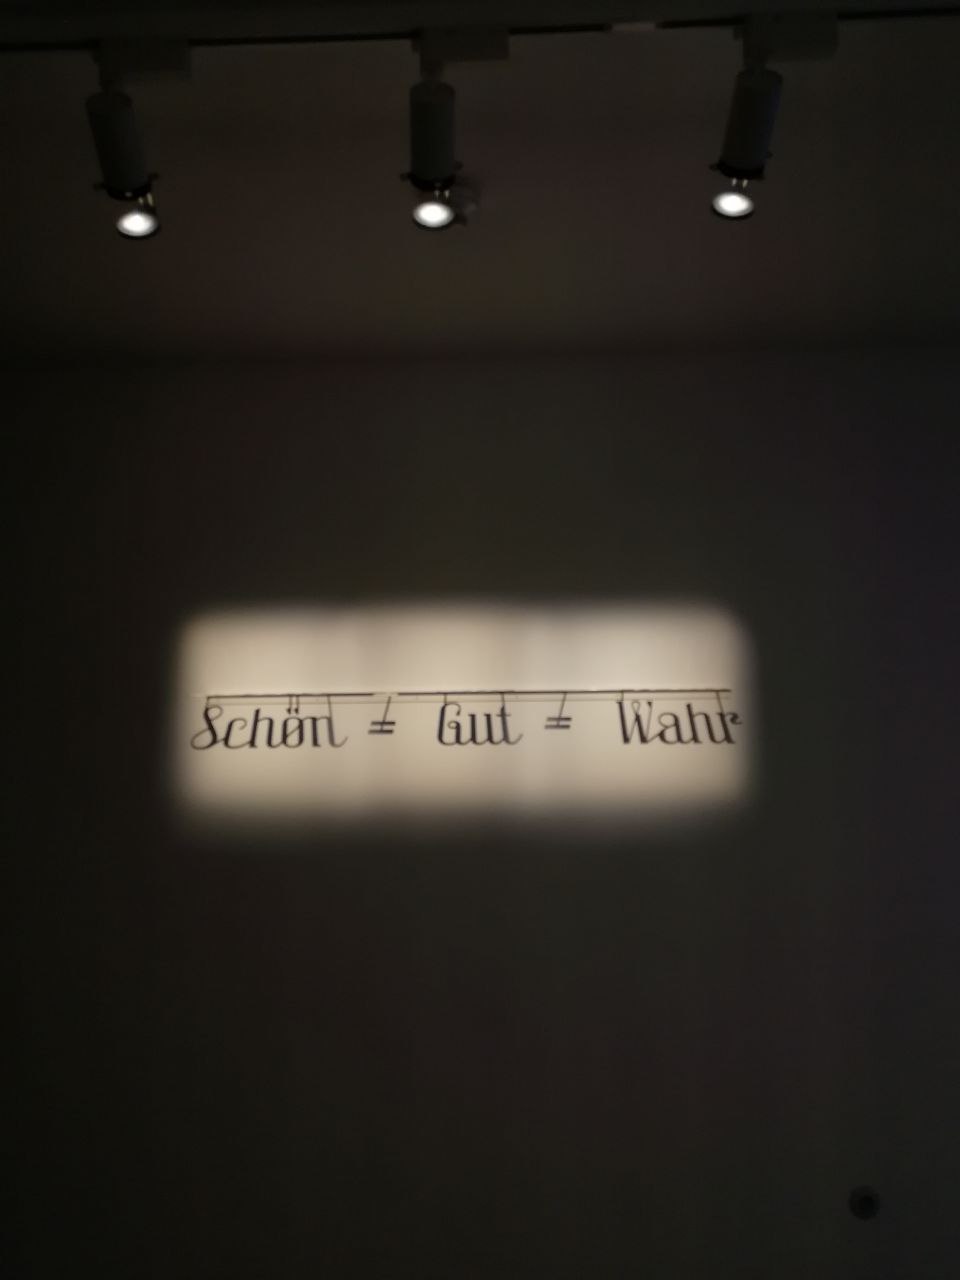 Schön = Gut = Wahr